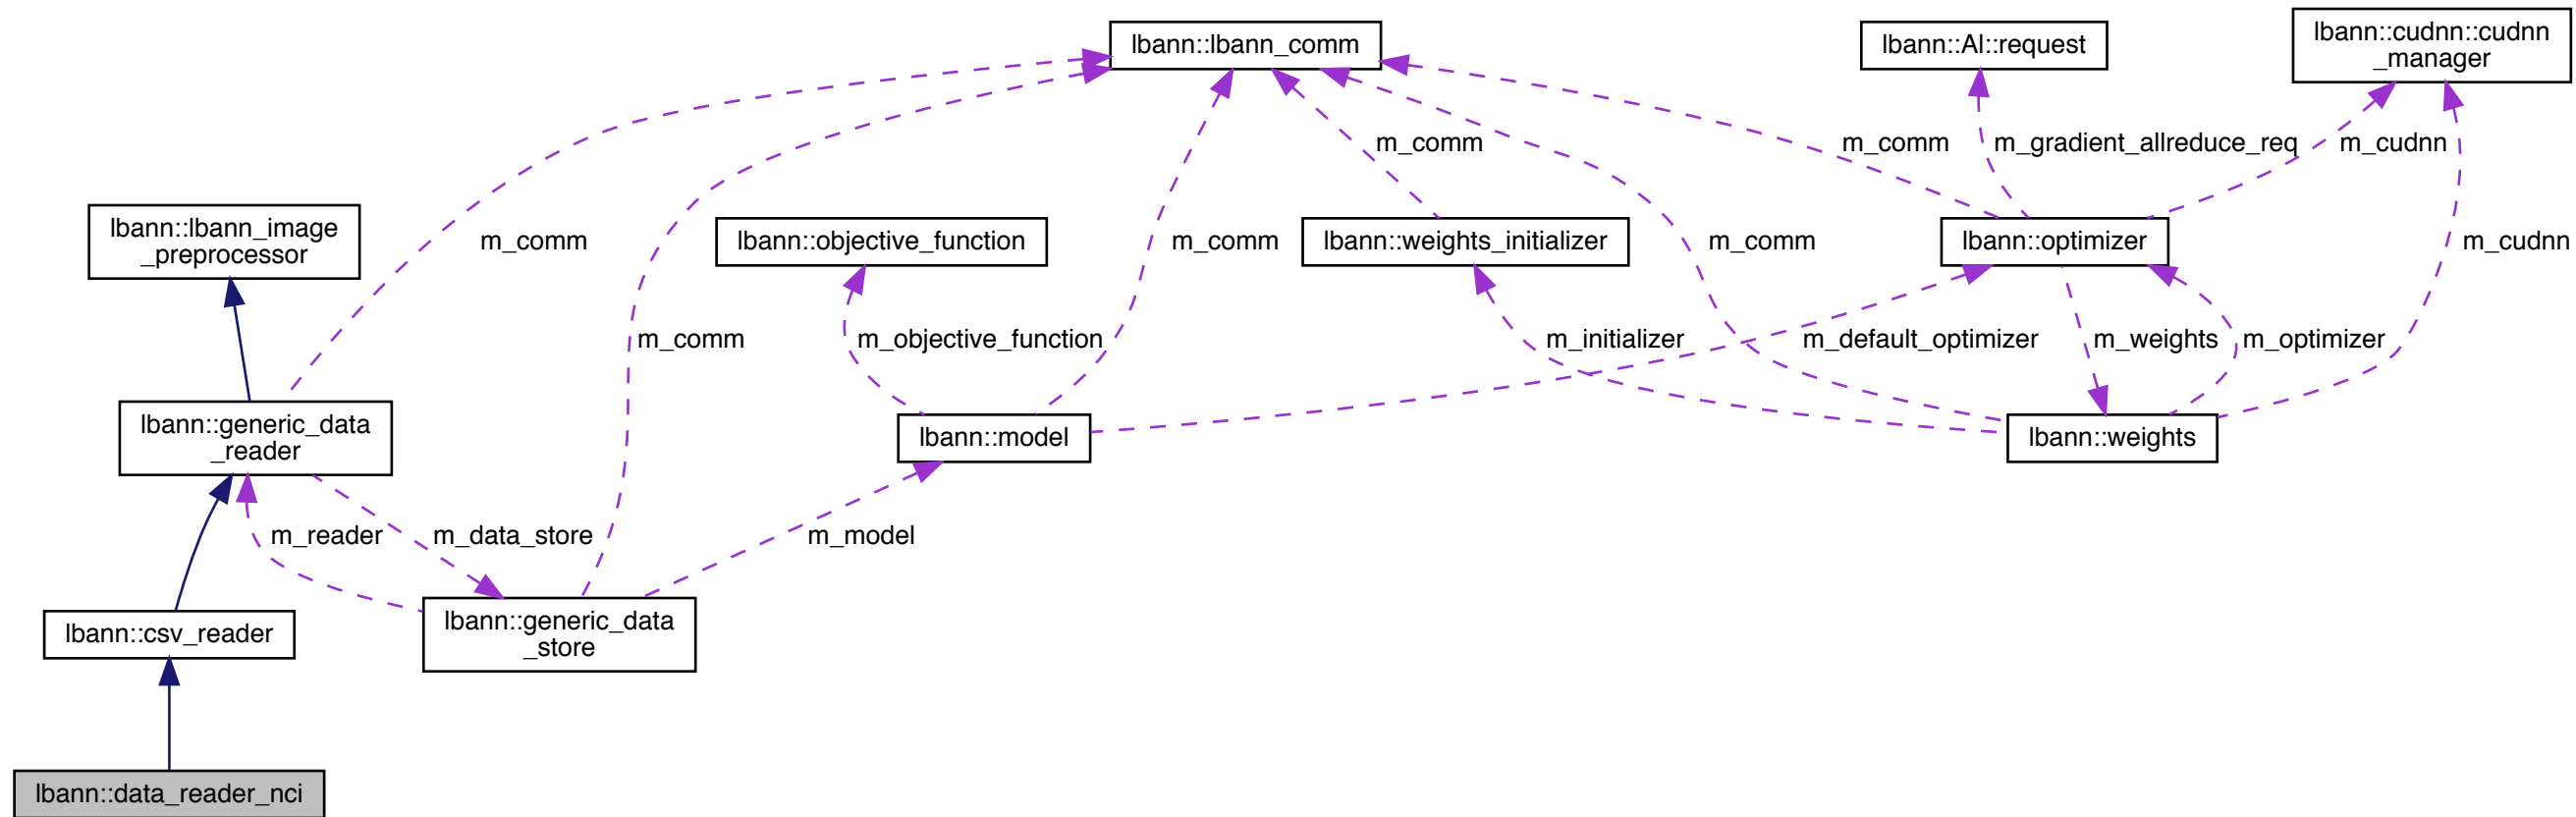 lbann::lbann_comm
lbann::Al::request
lbann::cudnn::cudnn
_manager
m_comm
m_comm
m_gradient_allreduce_req
m_cudnn
lbann::lbann_image
_preprocessor
m_comm
lbann::objective_function
m_comm
lbann::weights_initializer
m_comm
lbann::optimizer
m_cudnn
m_comm
m_objective_function
m_initializer
m_default_optimizer
m_weights
m_optimizer
lbann::generic_data
_reader
lbann::model
lbann::weights
m_reader
m_data_store
m_model
lbann::csv_reader
lbann::generic_data
_store
lbann::data_reader_nci